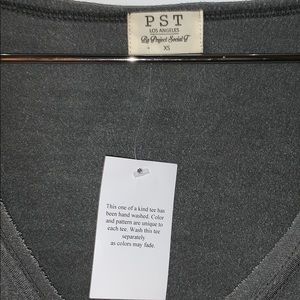 PST
LOS ANGELES
By Project Social T
XS
This one of a kind tee has
been hand washed. Color
and pattern are unique to
each tee. Wash this tee
separately
as colors may fade.